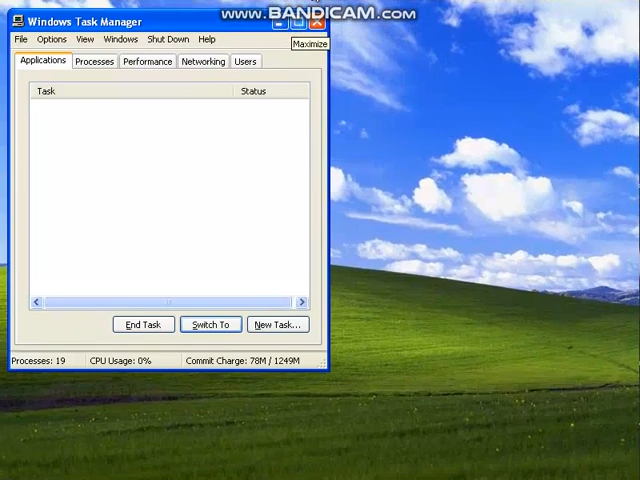 www.BANDICAM.com
Windows Task Manager
File Options View Windows Shut Down Help
Maximize
Applications Processes Performance Networking Users
Task Status
End Task Switch To New Task...
Processes: 19 CPU Usage: 0% Commit Charge: 78M / 1249M